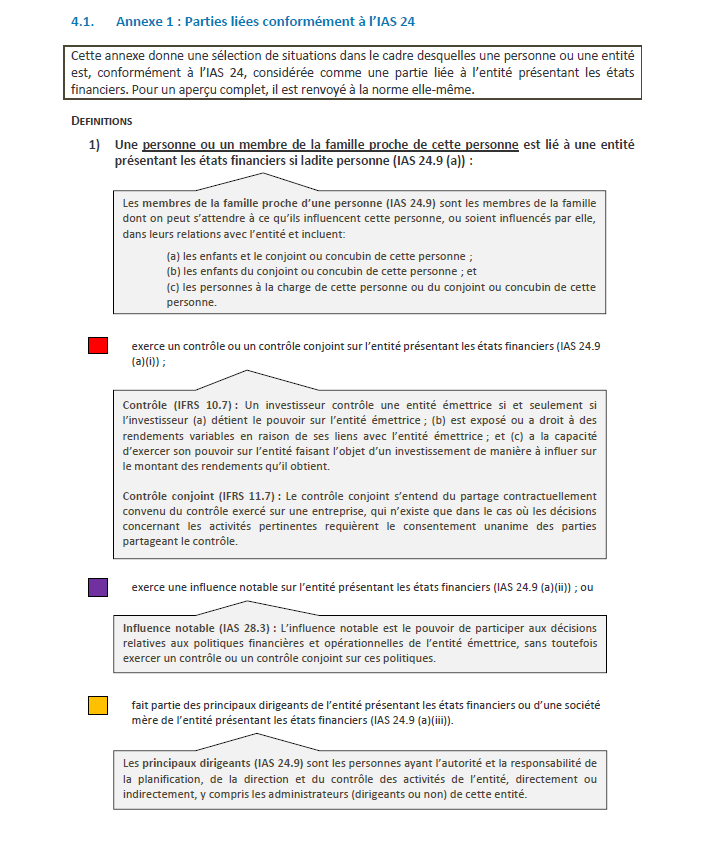 4.1. Annexe 1 : Parties liées conformément à l’IAS 24
Cette annexe donne une sélection de situations dans le cadre desquelles une personne ou une entité
est, conformément à l’IAS 24, considérée comme une partie liée à l’entité présentant les états
financiers. Pour un aperçu complet, il est renvoyé à la norme elle-même.
DEFINITIONS
1) Une personne ou un membre de la famille proche de cette personne est lié à une entité
présentant les états financiers si ladite personne (IAS 24.9 (a)) :
Les membres de la famille proche d’une personne (IAS 24.9) sont les membres de la famille
dont on peut s’attendre à ce qu’ils influencent cette personne, ou soient influencés par elle,
dans leurs relations avec l’entité et incluent:
(a) les enfants et le conjoint ou concubin de cette personne ;
(b) les enfants du conjoint ou concubin de cette personne ; et
(c) les personnes à la charge de cette personne ou du conjoint ou concubin de cette
personne.
exerce un contrôle ou un contrôle conjoint sur l’entité présentant les états financiers (IAS 24.9
(a)(i)) ;
Contrôle (IFRS 10.7) : Un investisseur contrôle une entité émettrice si et seulement si
l’investisseur (a) détient le pouvoir sur l’entité émettrice ; (b) est exposé ou a droit à des
rendements variables en raison de ses liens avec l’entité émettrice ; et (c) a la capacité
d’exercer son pouvoir sur l’entité faisant l’objet d’un investissement de manière à influer sur
le montant des rendements qu’il obtient.
Contrôle conjoint (IFRS 11.7) : Le contrôle conjoint s’entend du partage contractuellement
convenu du contrôle exercé sur une entreprise, qui n’existe que dans le cas où les décisions
concernant les activités pertinentes requièrent le consentement unanime des parties
partageant le contrôle.
exerce une influence notable sur l’entité présentant les états financiers (IAS 24.9 (a)(ii)) ; ou
Influence notable (IAS 28.3) : L’influence notable est le pouvoir de participer aux décisions
relatives aux politiques financières et opérationnelles de l’entité émettrice, sans toutefois
exercer un contrôle ou un contrôle conjoint sur ces politiques.
fait partie des principaux dirigeants de l’entité présentant les états financiers ou d’une société
mère de l’entité présentant les états financiers (IAS 24.9 (a)(iii)).
Les principaux dirigeants (IAS 24.9) sont les personnes ayant l’autorité et la responsabilité de
la planification, de la direction et du contrôle des activités de l’entité, directement ou
indirectement, y compris les administrateurs (dirigeants ou non) de cette entité.